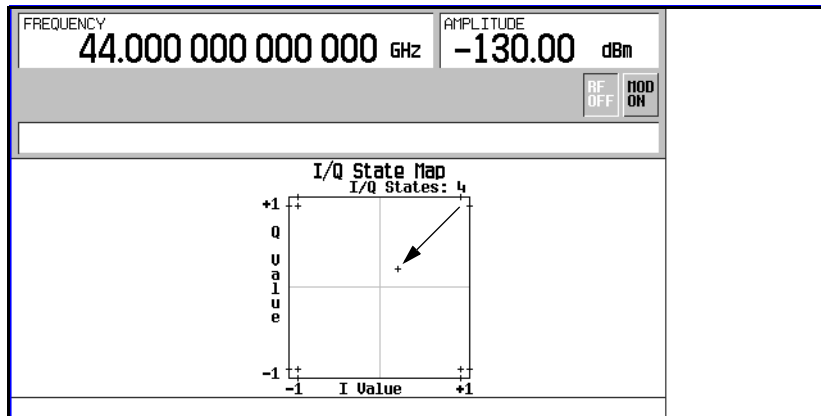 FREQUENCY
44.000 000 000 000 GHz
AMPLITUDE
-130.00 dBm
RF OFF
MOD ON
I/Q State Map
I/Q States: 4
+1
Q Value
-1
-1 I Value +1